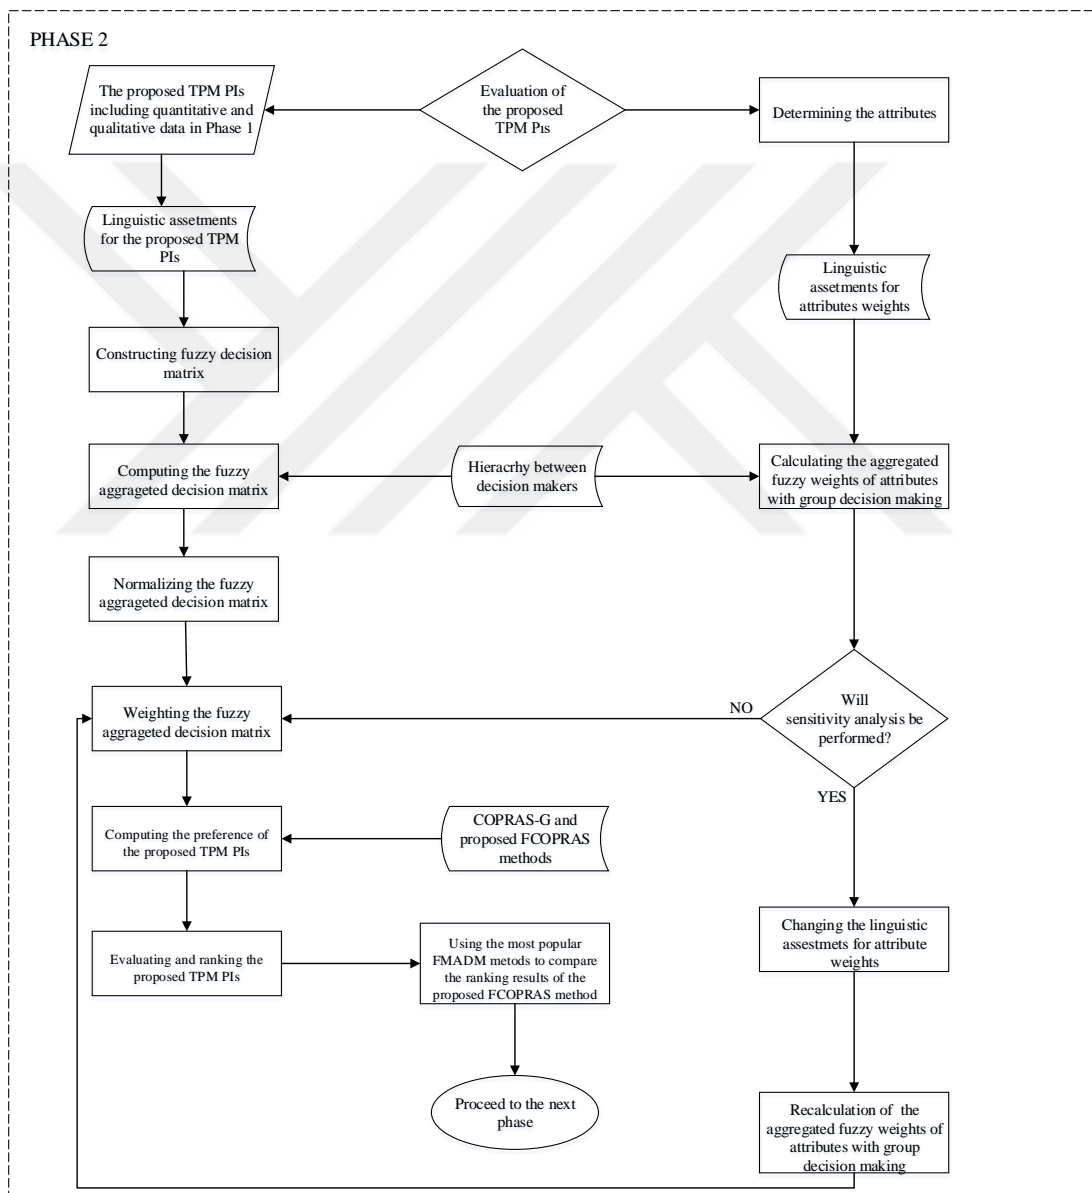 PHASE 2
The proposed TPM PIs
including quantitative and
qualitative data in Phase 1
Evaluation of
the proposed
TPM PIs
Determining the attributes
Linguistic assetments
for the proposed TPM
PIs
Linguistic
assetments for
attributes weights
Constructing fuzzy decision
matrix
Computing the fuzzy
aggrageted decision matrix
Hieracrhy between
decision makers
Calculating the aggregated
fuzzy weights of attributes
with group decision making
Normalizing the fuzzy
aggrageted decision matrix
Weighting the fuzzy
aggrageted decision matrix
NO
Will
sensitivity analysis be
performed?
YES
Computing the preference of
the proposed TPM PIs
COPRAS-G and
proposed FCOPRAS
methods
Evaluating and ranking the
proposed TPM PIs
Using the most popular
FMADM metods to compare
the ranking results of the
proposed FCOPRAS method
Changing the linguistic
assestmets for attribute
weights
Proceed to the next
phase
Recalculation of the
aggregated fuzzy weights of
attributes with group
decision making